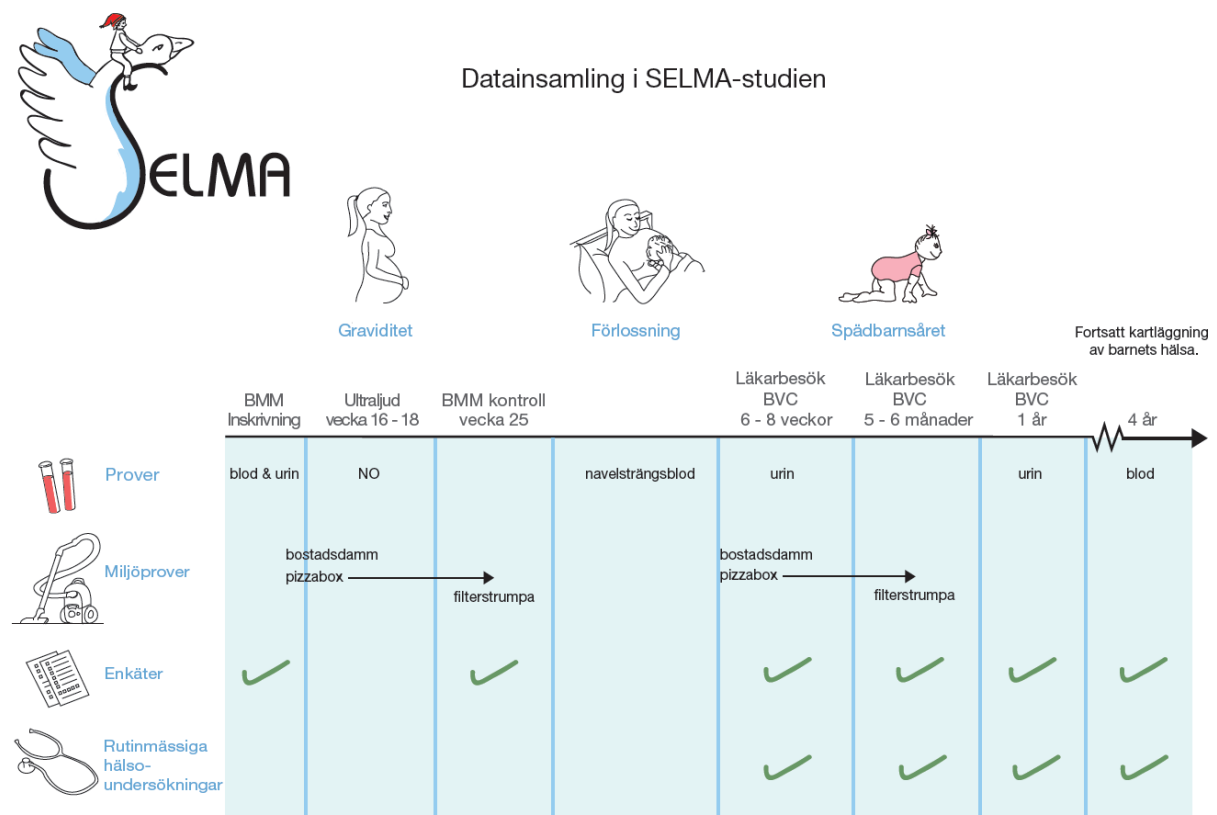 SELMA
Datainsamling i SELMA-studien
Graviditet
Förlossning
Spädbarnsåret
Fortsatt kartläggning
av barnets hälsa.
BMM
Inskrivning
Ultraljud
vecka 16 - 18
BMM kontroll
vecka 25
Läkarbesök
BVC
6 - 8 veckor
Läkarbesök
BVC
5 - 6 månader
Läkarbesök
BVC
1 år
4 år
Prover
blod & urin
NO
navelsträngsblod
urin
urin
blod
Miljöprover
bostadsdamm
pizzabox
filterstrumpa
bostadsdamm
pizzabox
filterstrumpa
Enkäter
Rutinmässiga
hälso-
undersökningar